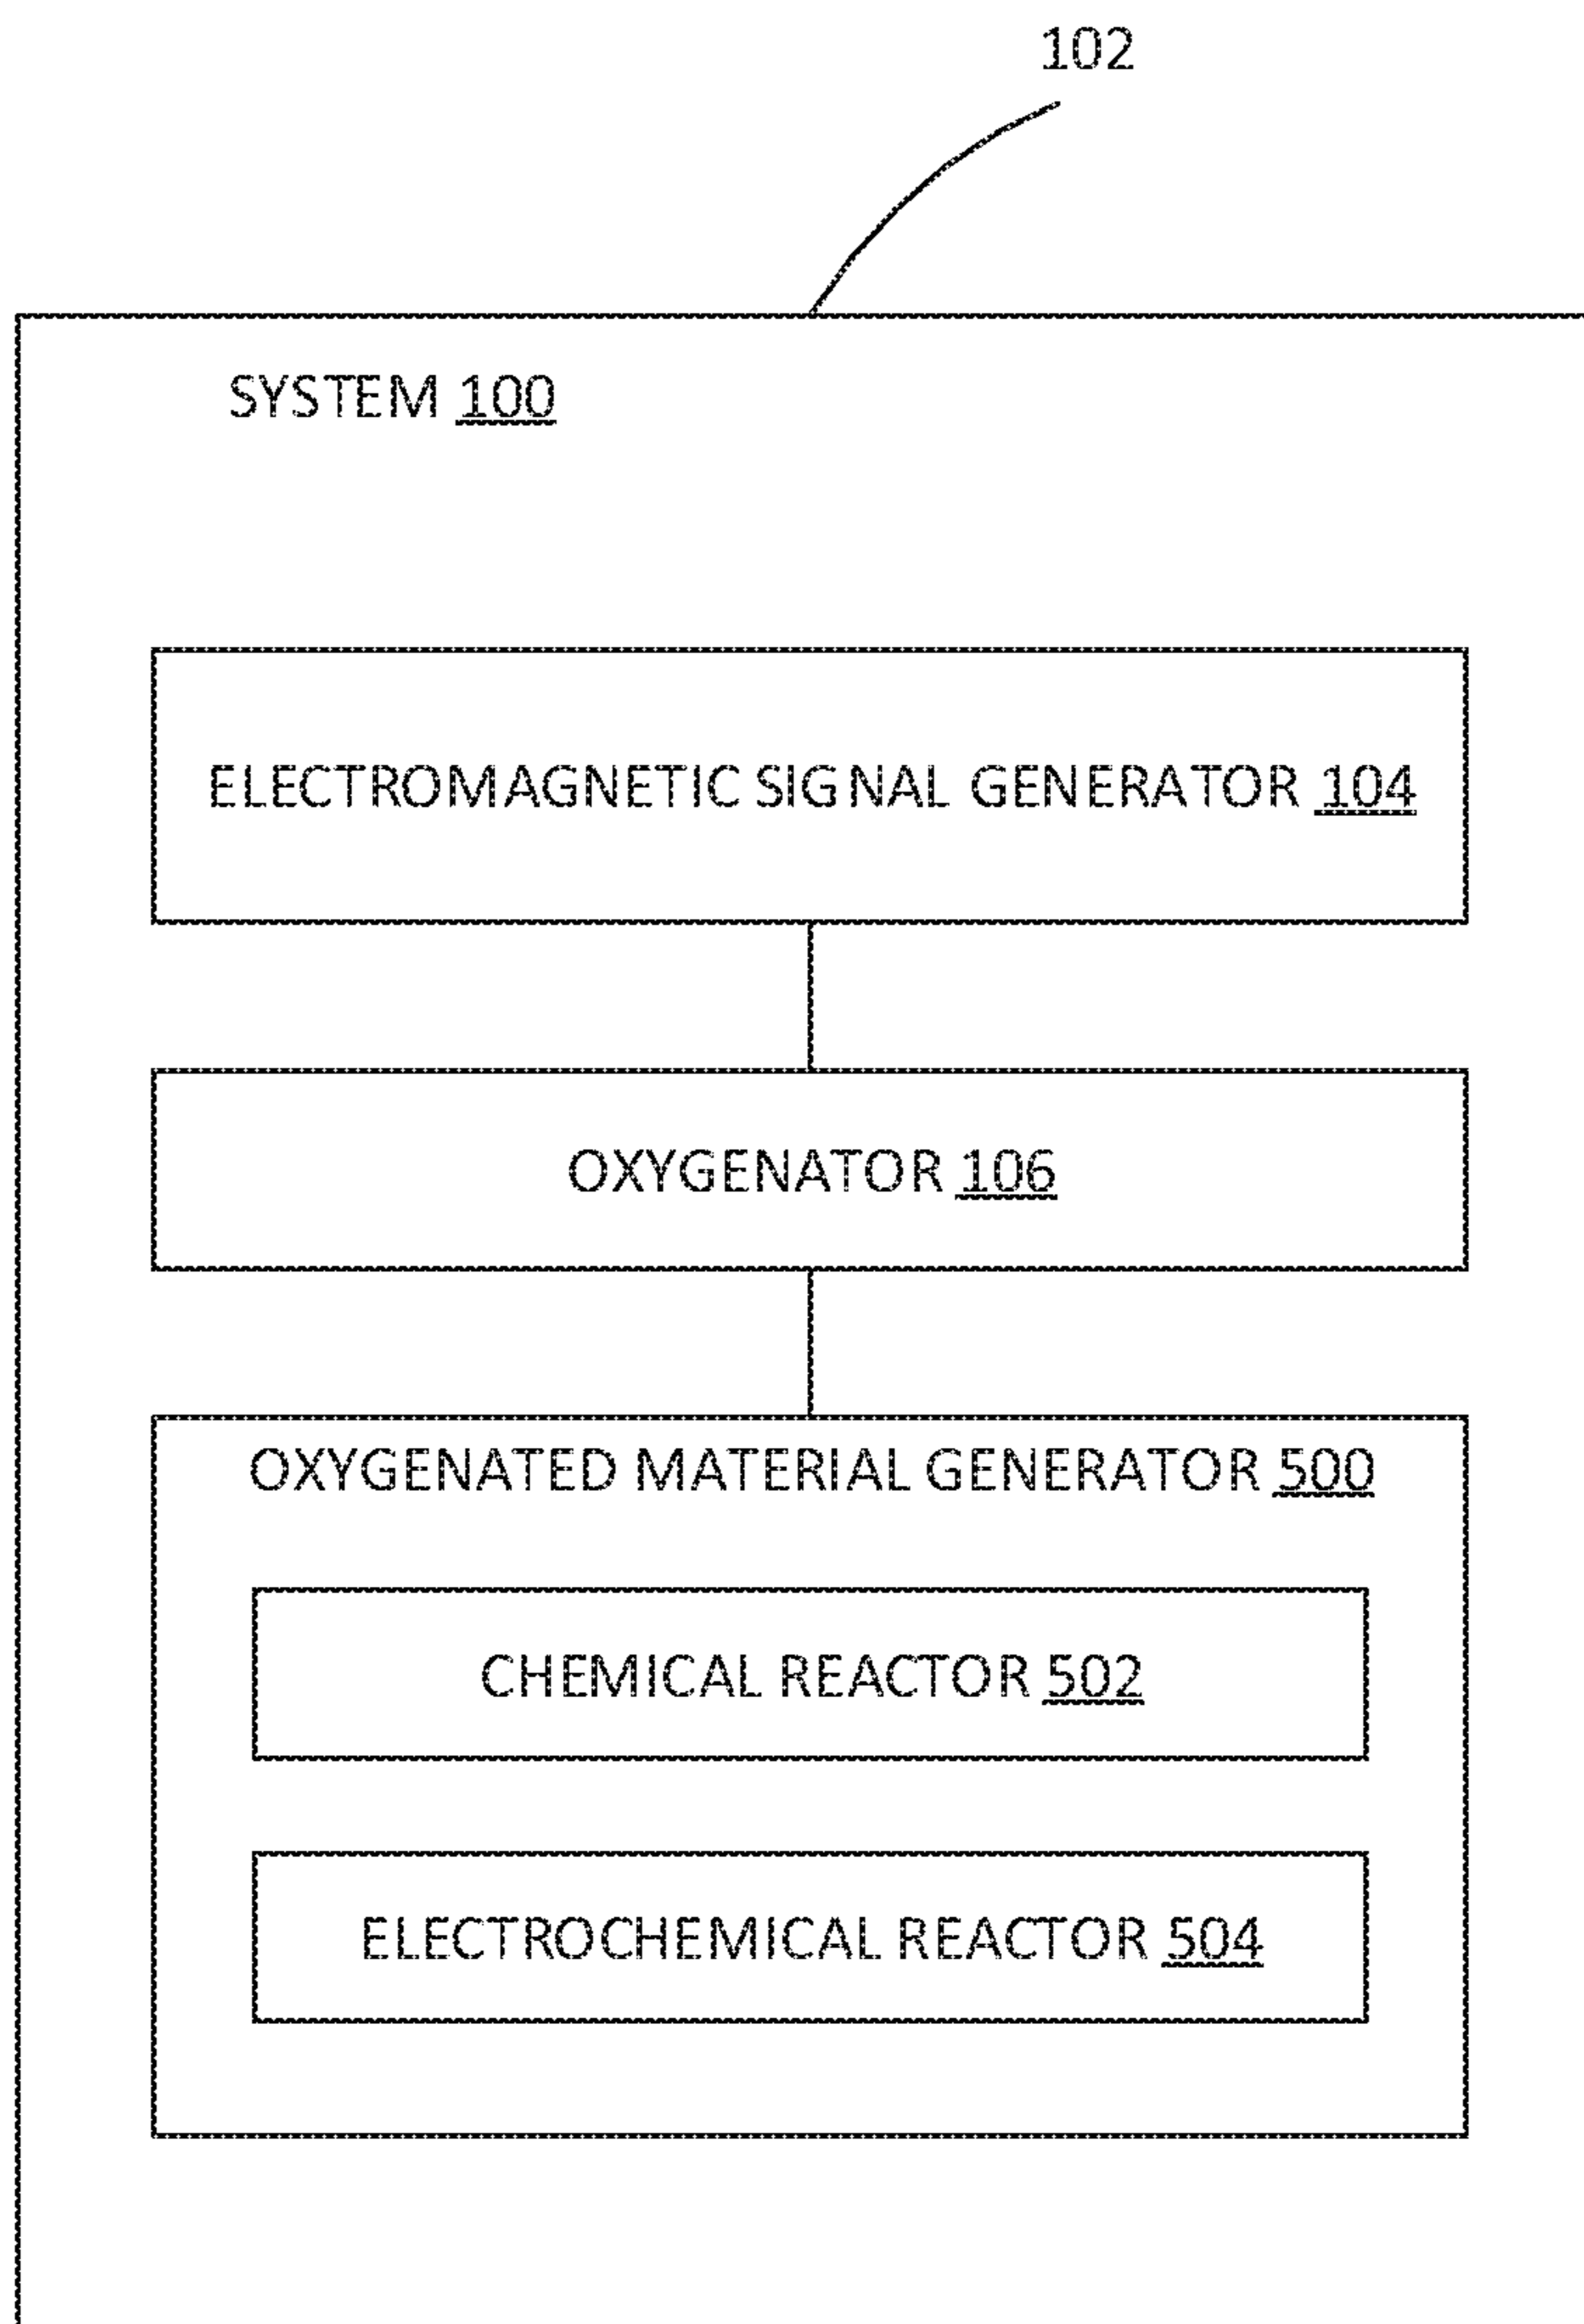 102
SYSTEM 100
ELECTROMAGNETIC SIGNAL GENERATOR 104
OXYGENATOR 106
OXYGENATED MATERIAL GENERATOR 500
CHEMICAL REACTOR 502
ELECTROCHEMICAL REACTOR 504